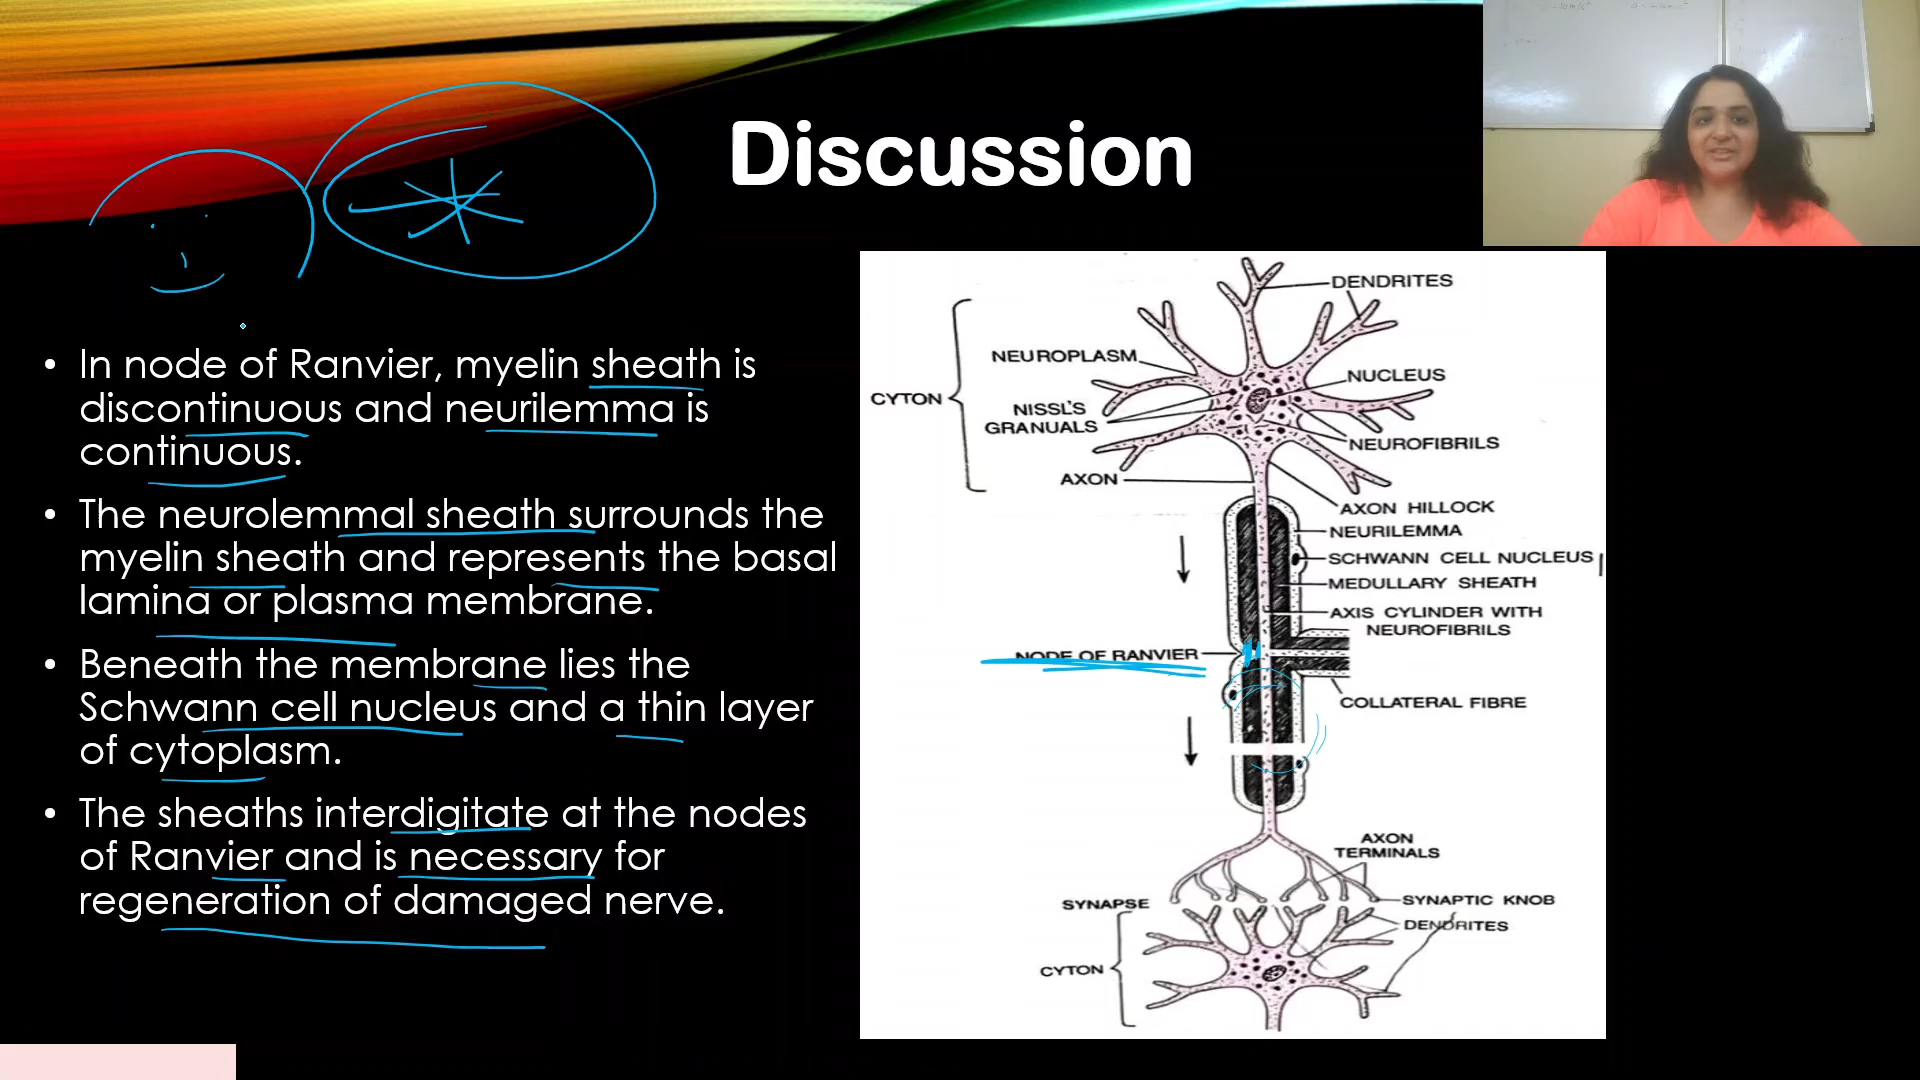 Discussion
• In node of Ranvier, myelin sheath is
discontinuous and neurilemma is
continuous.
• The neurolemmal sheath surrounds the
myelin sheath and represents the basal
lamina or plasma membrane.
• Beneath the membrane lies the
Schwann cell nucleus and a thin layer
of cytoplasm.
• The sheaths interdigitate at the nodes
of Ranvier and is necessary for
regeneration of damaged nerve.
DENDRITES
NEUROPLASM
NUCLEUS
CYTON
NISSL'S
GRANUALS
NEUROFIBRILS
AXON
AXON HILLOCK
NEURILEMMA
SCHWANN CELL NUCLEUS
MEDULLARY SHEATH
AXIS CYLINDER WITH
NEUROFIBRILS
NODE OF RANVIER
COLLATERAL FIBRE
AXON
TERMINALS
SYNAPSE
SYNAPTIC KNOB
DENDRITES
CYTON